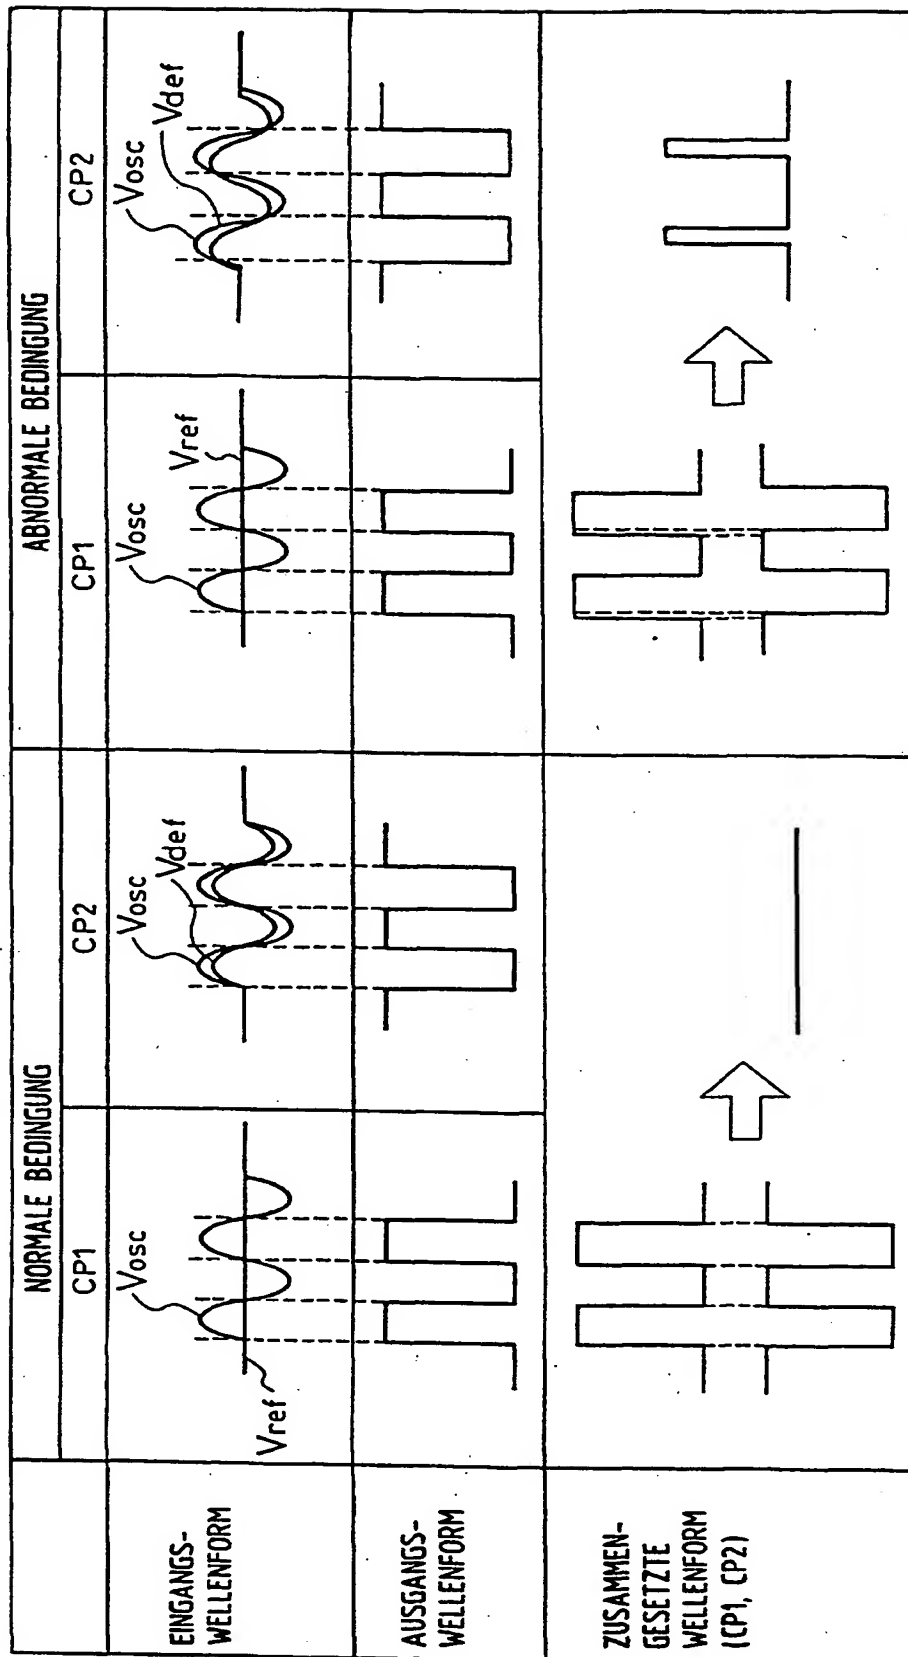 NORMALE BEDINGUNG
ABNORMALE BEDINGUNG
CP1
CP2
CP1
CP2
EINGANGS-
WELLENFORM
Vosc
Vref
Vosc
Vdef
Vosc
Vref
Vosc
Vdef
AUSGANGS-
WELLENFORM
ZUSAMMEN-
GESETZTE
WELLENFORM
(CP1, CP2)